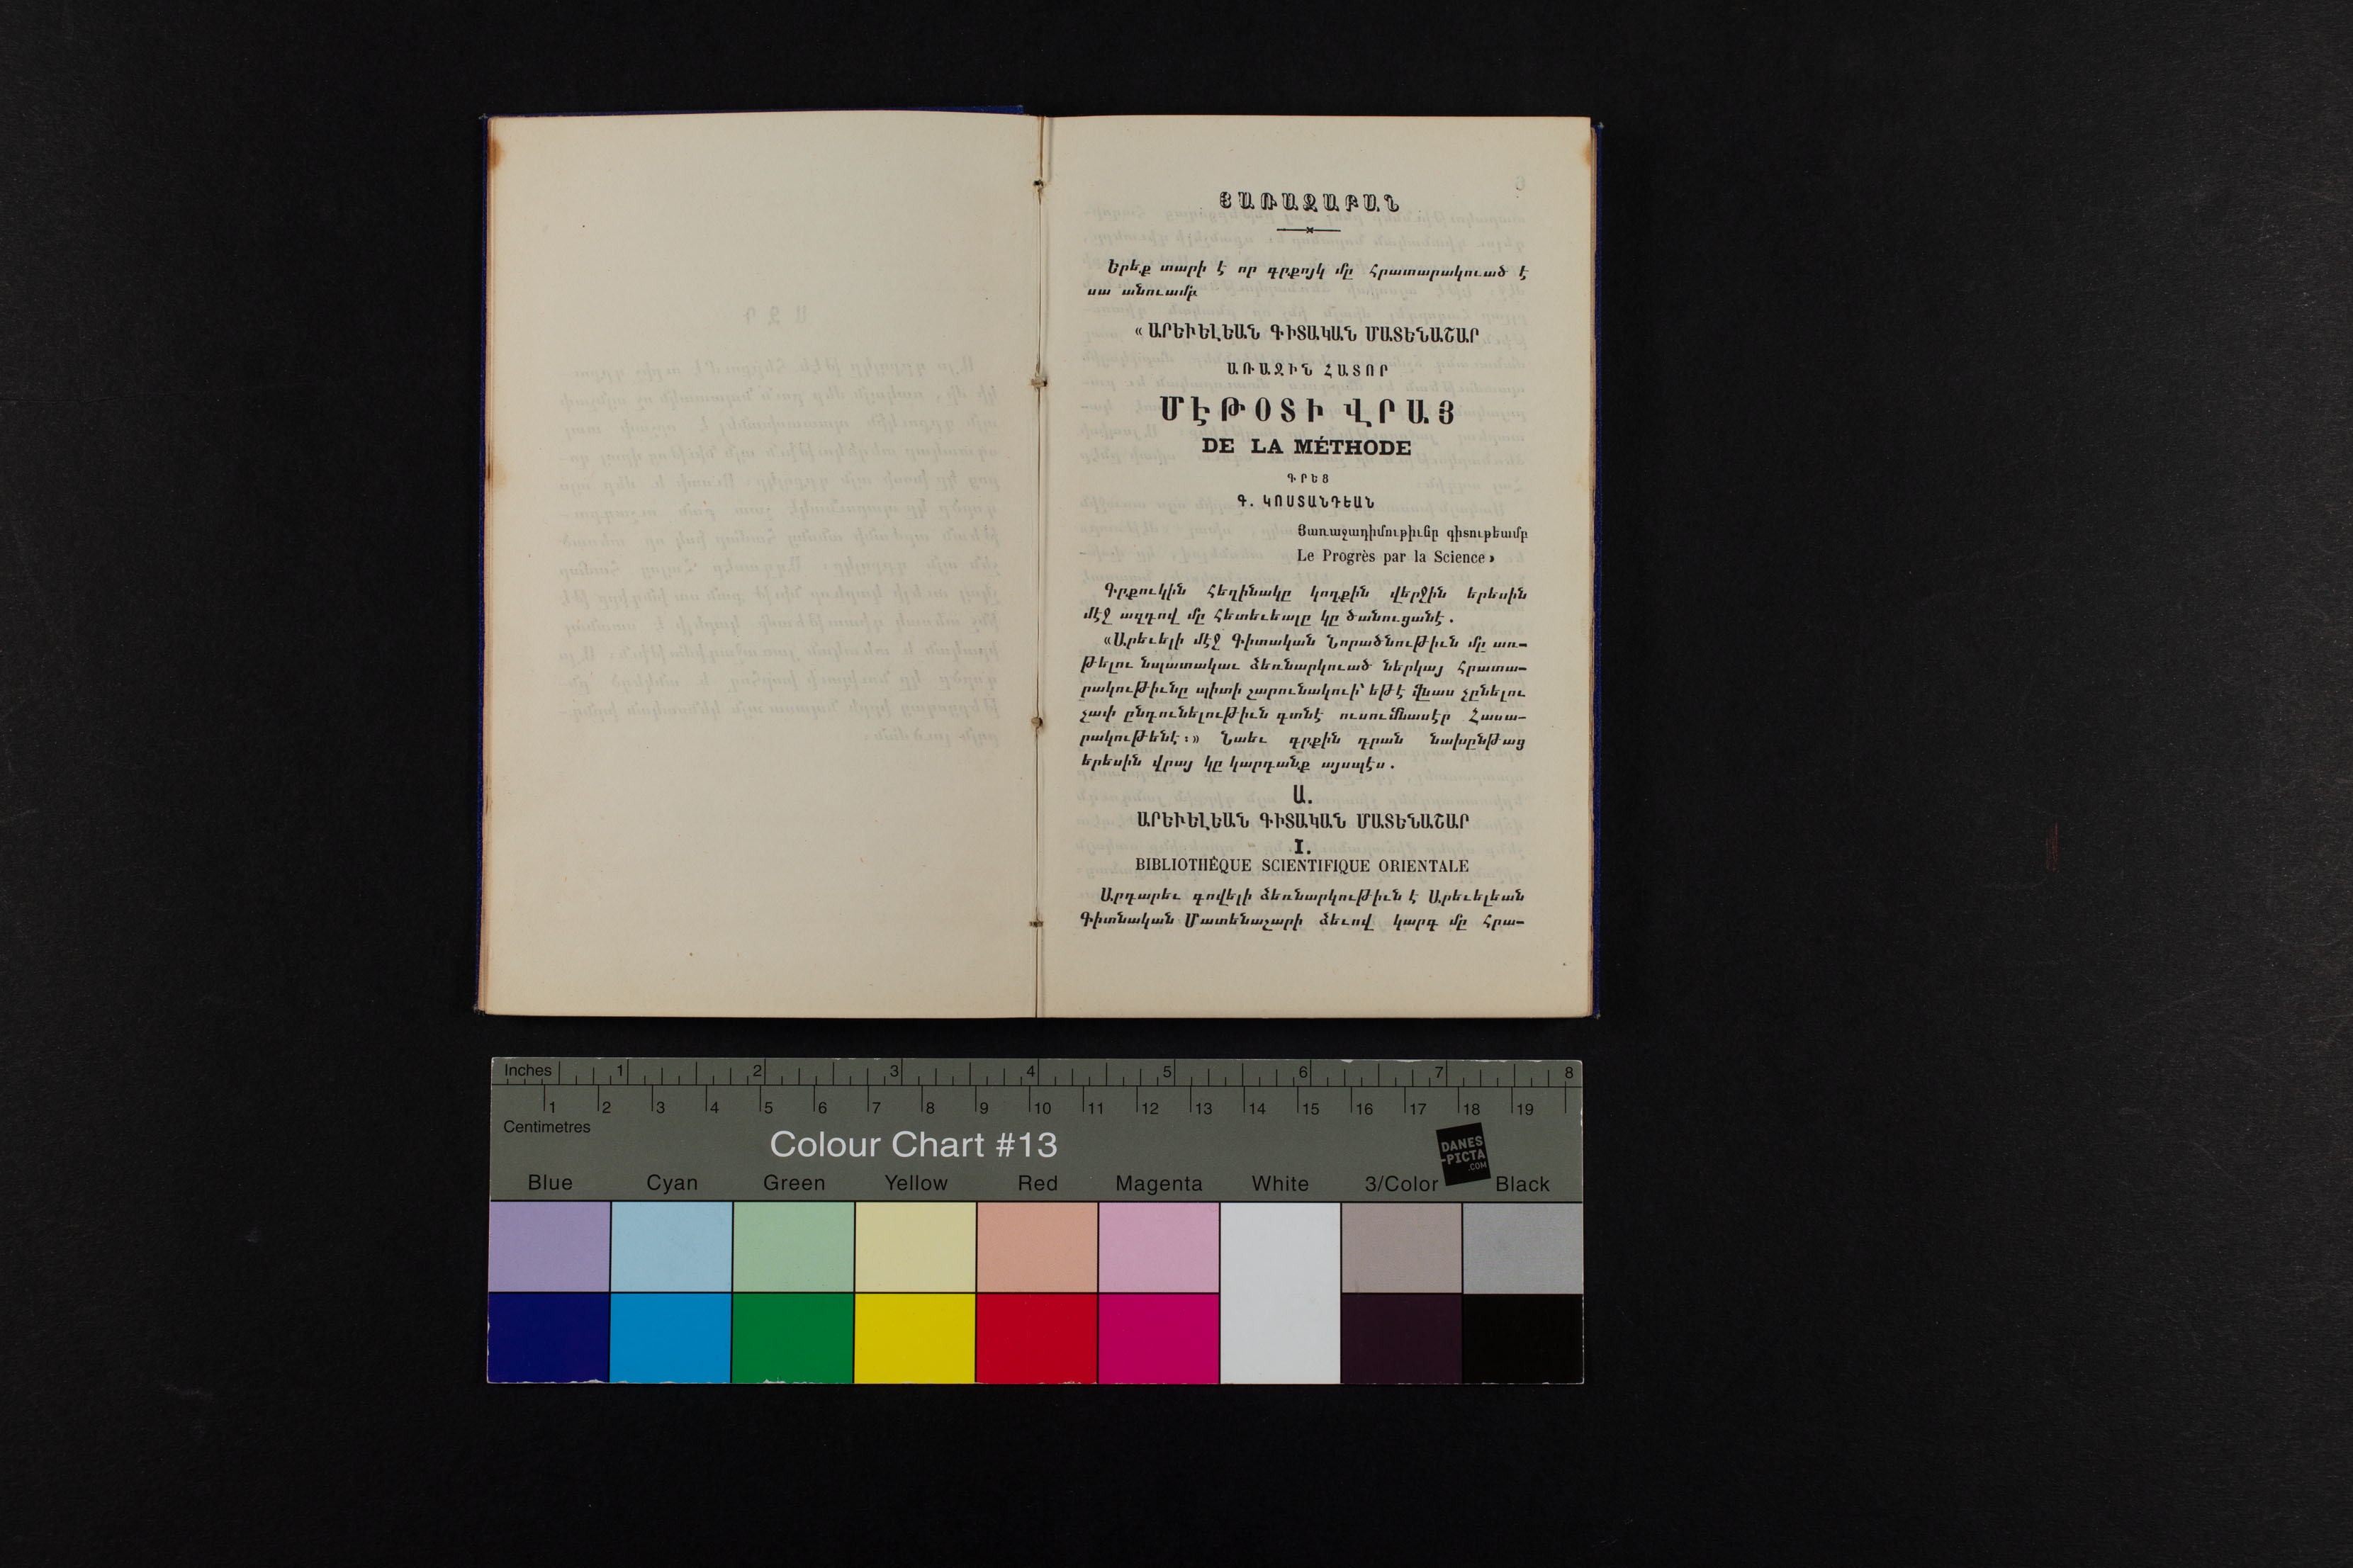 ՅԱՌԱՋԱԲԱՆ
Երեք տարի է որ գրքոյկ մը հրատարակուած է
սա անուամբ
« ԱՐԵՒԵԼԵԱՆ ԳԻՏԱԿԱՆ ՄԱՏԵՆԱՇԱՐ
ԱՌԱՋԻՆ ՀԱՏՈՐ
ՄԷԹՕՏԻ ՎՐԱՅ
DE LA MÉTHODE
ԳՐԵՑ
Գ. ԿՈՍՏԱՆԴԵԱՆ
Յառաջադիմութիւնը գիտութեամբ
Le Progrès par la Science»
Գրքուկին հեղինակը կողքին վերջին երեսին
մէջ ազդով մը հետեւեալը կը ծանուցանէ .
«Արեւելի մէջ Գիտական Նորածնութիւն մը առ-
թելու նպատակաւ ձեռնարկուած ներկայ հրատա-
րակութիւնը պիտի շարունակուի՝ եթէ վնաս չընելու
չափ ընդունելութիւն գտնէ ուսումնասէր Հասա-
րակութենէ։» Նաեւ գրքին դրան նախընթաց
երեսին վրայ կը կարդանք այսպէս .
Ա.
ԱՐԵՒԵԼԵԱՆ ԳԻՏԱԿԱՆ ՄԱՏԵՆԱՇԱՐ
I.
BIBLIOTHÈQUE SCIENTIFIQUE ORIENTALE
Արդարեւ գովելի ձեռնարկութիւն է Արեւելեան
Գիտնական Մատենաշարի ձեւով կարգ մը հրա-
Inches 1 2 3 4 5 6 7 8
1 2 3 4 5 6 7 8 9 10 11 12 13 14 15 16 17 18 19
Centimetres
Colour Chart #13
DANES
-PICTA
.COM
Blue Cyan Green Yellow Red Magenta White 3/Color Black